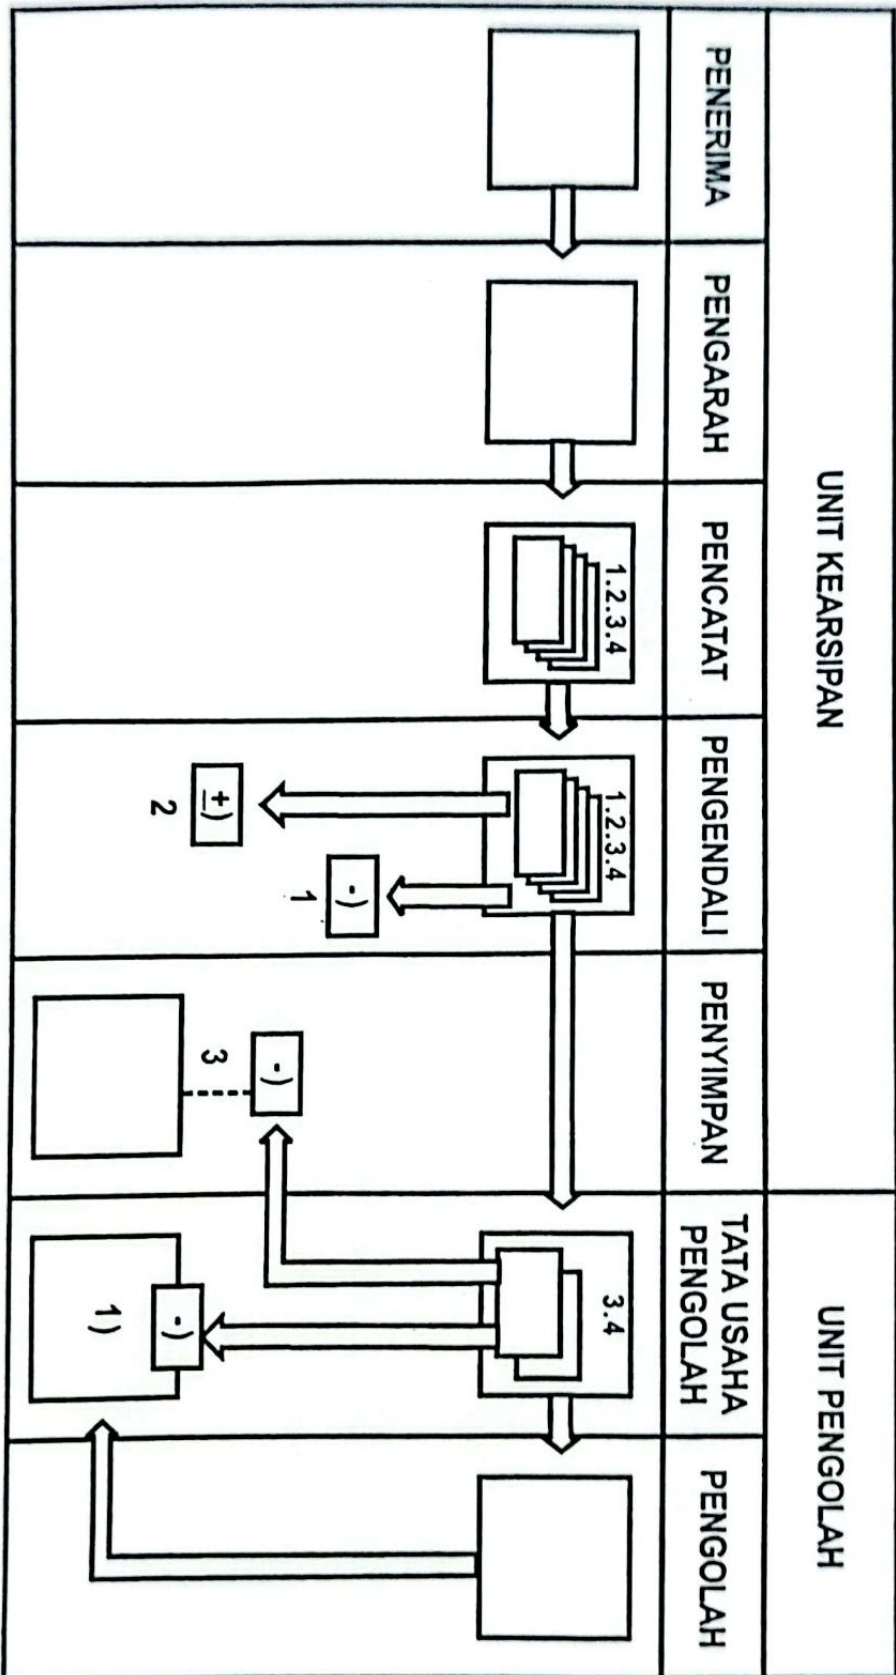 UNIT KEARSIPAN
UNIT PENGOLAH
PENERIMA
PENGARAH
PENCATAT
PENGENDALI
PENYIMPAN
TATA USAHA
PENGOLAH
PENGOLAH
1.2.3.4
1.2.3.4
3.4
±)
2
-)
1
-)
3
-)
1)